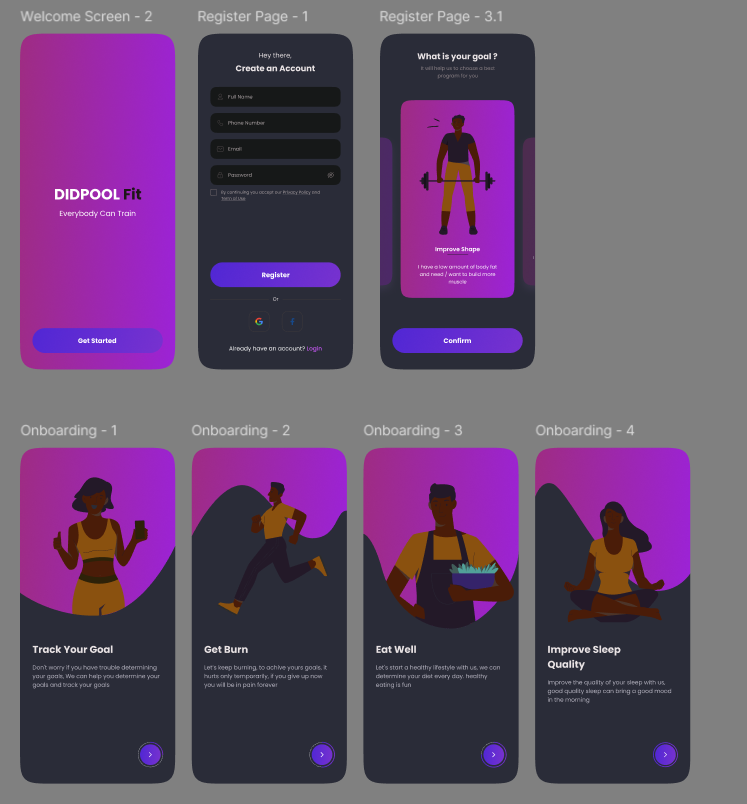 Welcome Screen - 2
Register Page - 1
Register Page - 3.1
DIDPOOL Fit
Everybody Can Train
Get Started
Hey there,
Create an Account
Full Name
Phone Number
Email
Password
By continuing you accept our Privacy Policy and
Term of Use
Register
Or
Already have an account? Login
What is your goal ?
It will help us to choose a best
program for you
Improve Shape
I have a low amount of body fat
and need / want to build more
muscle
Confirm
Onboarding - 1
Onboarding - 2
Onboarding - 3
Onboarding - 4
Track Your Goal
Don't worry if you have trouble determining
your goals, We can help you determine your
goals and track your goals
Get Burn
Let's keep burning, to achive yours goals, it
hurts only temporarily, if you give up now
you will be in pain forever
Eat Well
Let's start a healthy lifestyle with us, we can
determine your diet every day. healthy
eating is fun
Improve Sleep
Quality
Improve the quality of your sleep with us,
good quality sleep can bring a good mood
in the morning